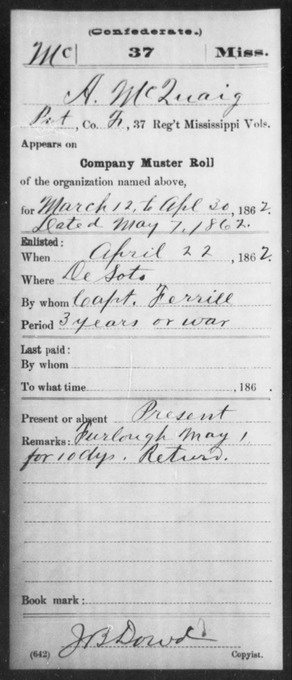 (Confederate.)
Mc 37 Miss.
A. McQuaig
Pvt, Co. F, 37 Reg't Mississippi Vols.
Appears on
Company Muster Roll
of the organization named above,
for March 12, to Apl 30, 1862.
Dated May 7, 1862.
Enlisted:
When April 22, 1862.
Where De Soto
By whom Capt. Ferrill
Period 3 years or war
Last paid:
By whom
To what time , 186 .
Present or absent Present
Remarks: Furlough May 1
for 10 dys. Return.
Book mark:
J B Dowd
(642) Copyist.